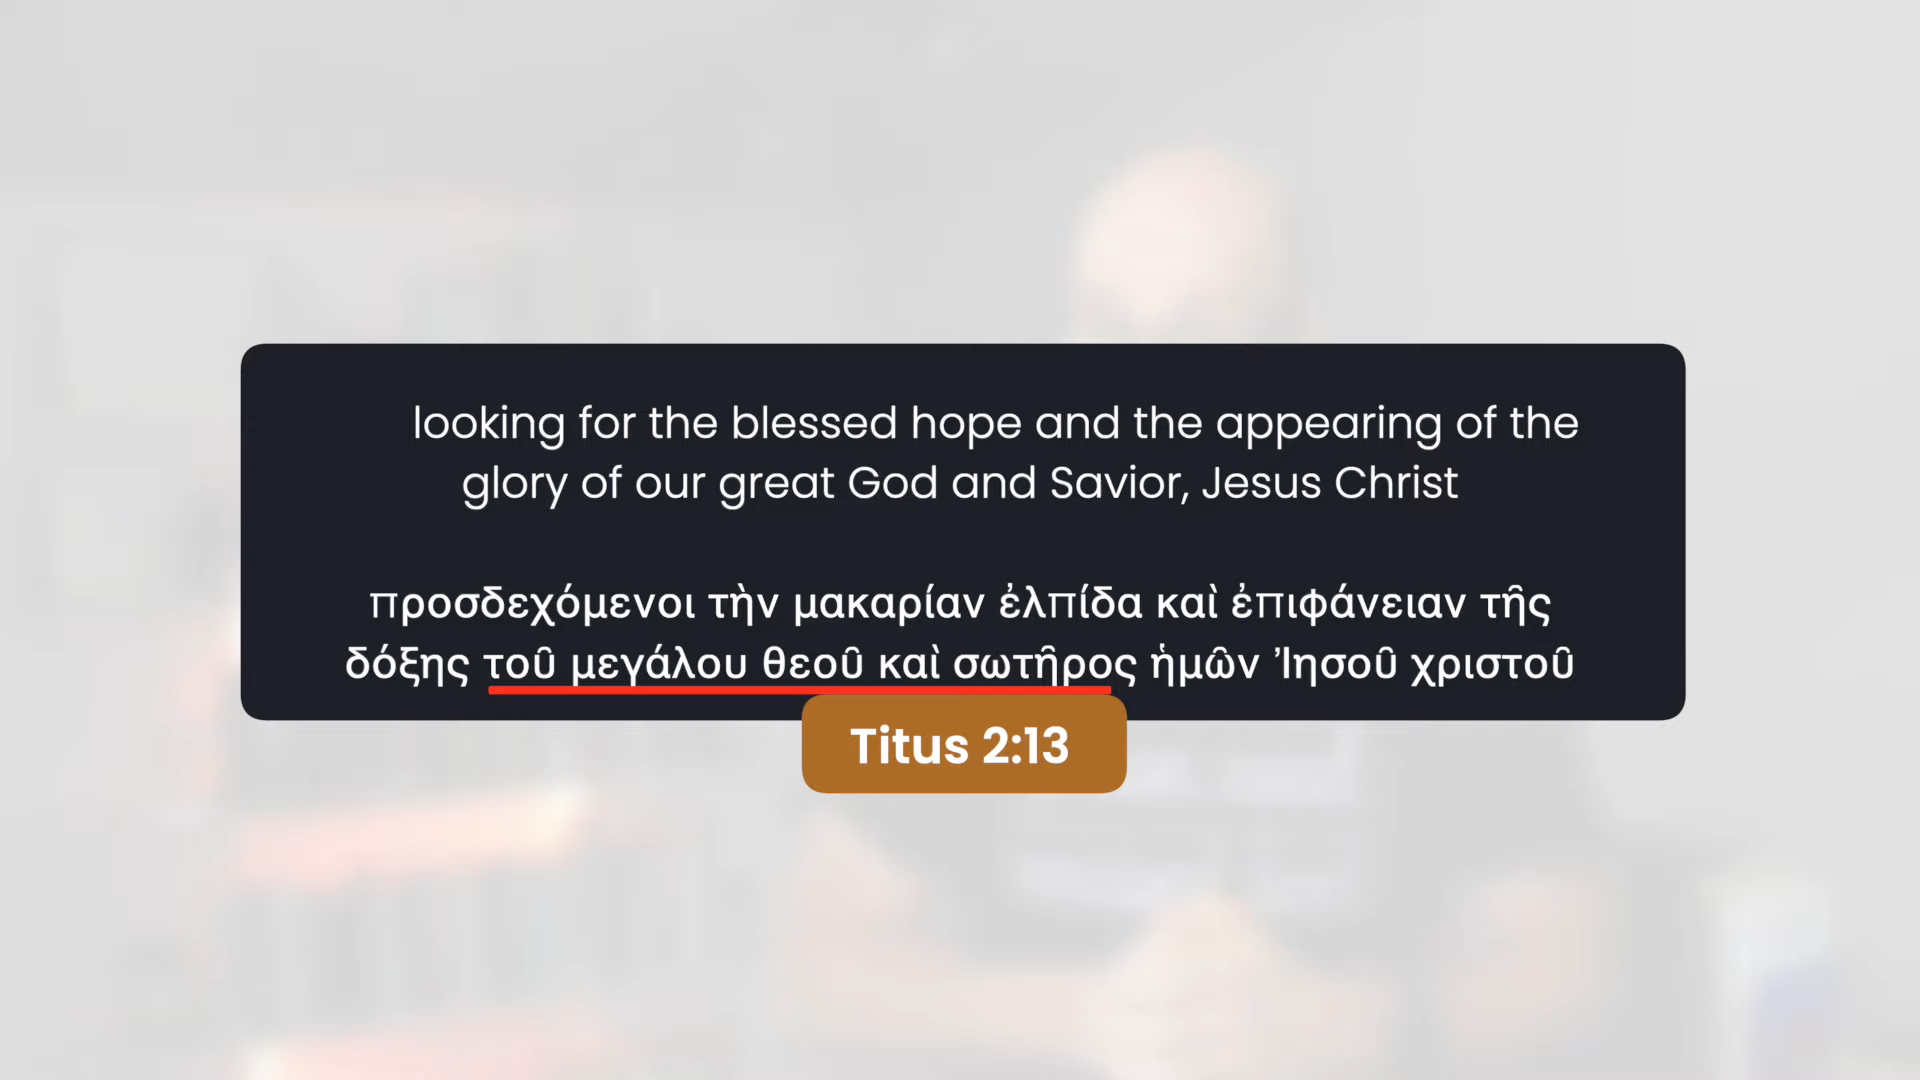 looking for the blessed hope and the appearing of the
glory of our great God and Savior, Jesus Christ
προσδεχόμενοι τὴν μακαρίαν ἐλπίδα καὶ ἐπιφάνειαν τῆς
δόξης τοῦ μεγάλου θεοῦ καὶ σωτῆρος ἡμῶν Ἰησοῦ χριστοῦ
Titus 2:13